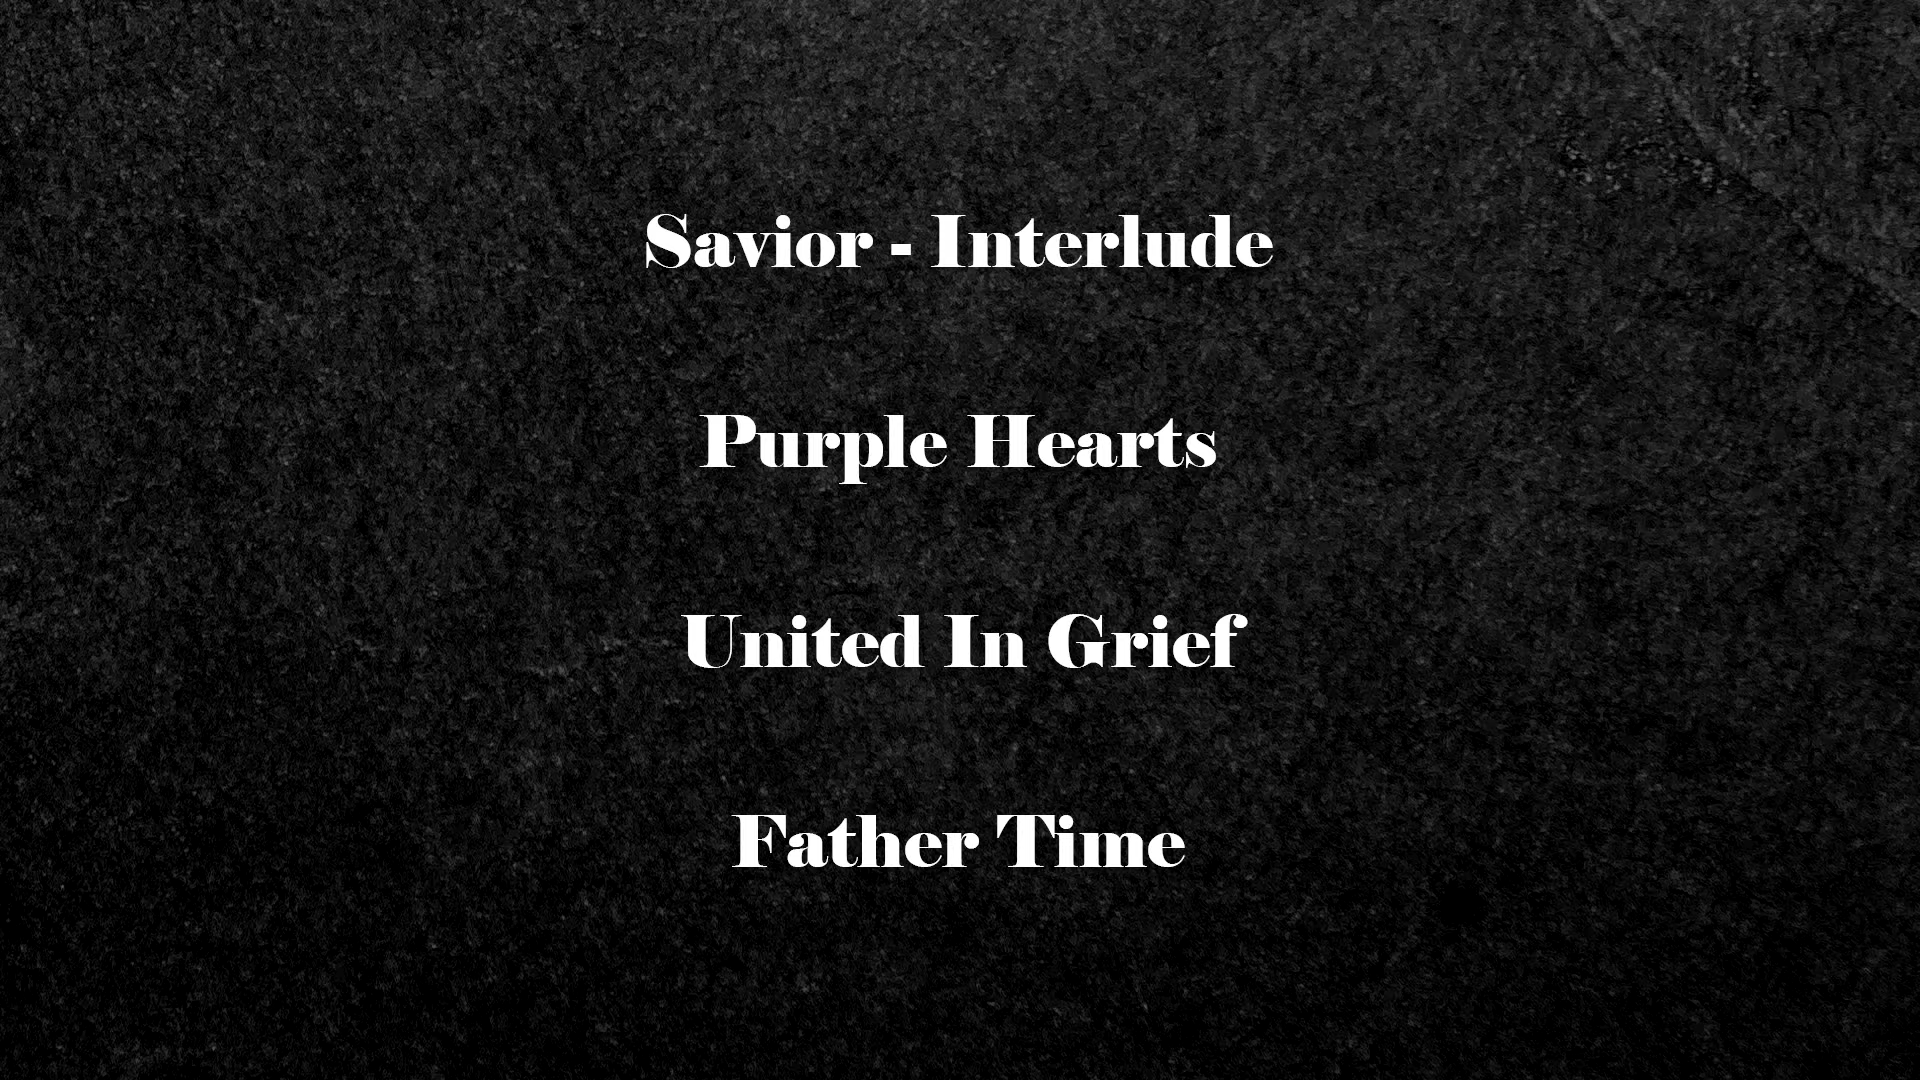 Savior - Interlude
Purple Hearts
United In Grief
Father Time